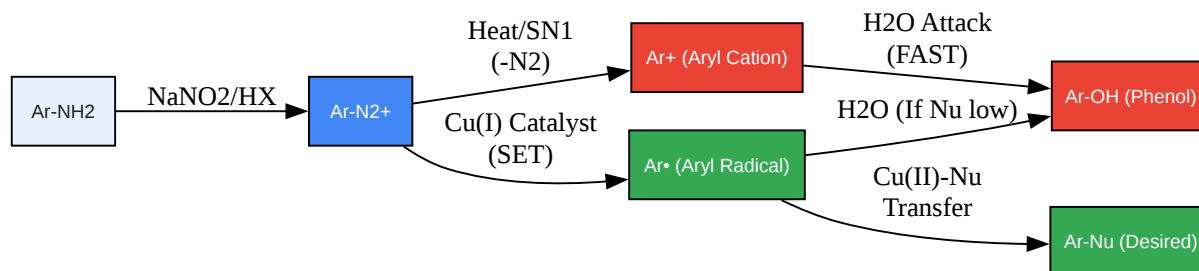 Ar-NH2
NaNO2/HX
Ar-N2+
Heat/SN1
(-N2)
Cu(I) Catalyst
(SET)
Ar+ (Aryl Cation)
Ar• (Aryl Radical)
H2O Attack
(FAST)
H2O (If Nu low)
Cu(II)-Nu
Transfer
Ar-OH (Phenol)
Ar-Nu (Desired)